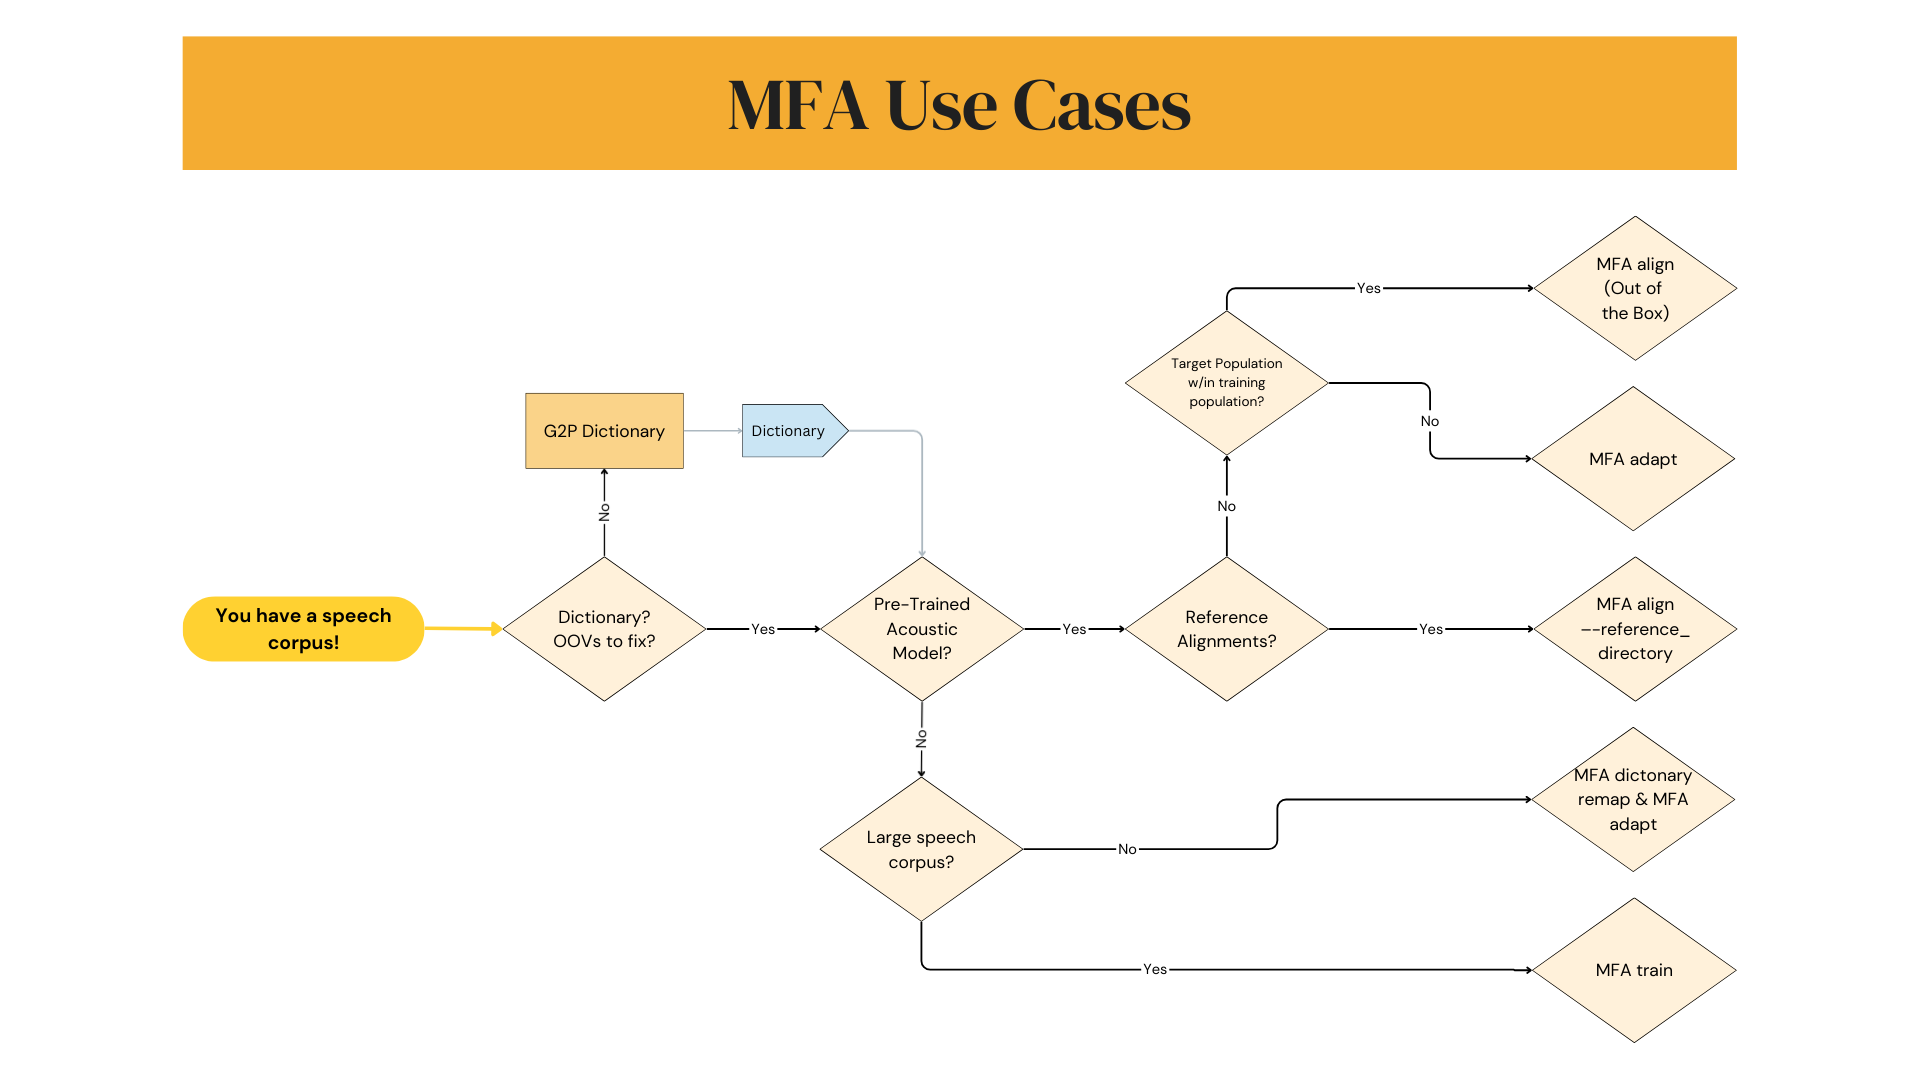 MFA Use Cases
MFA align
(Out of
the Box)
Yes
Target Population
w/in training
population?
No
MFA adapt
G2P Dictionary
Dictionary
No
No
You have a speech
corpus!
Dictionary?
OOVs to fix?
Yes
Pre-Trained
Acoustic
Model?
Yes
Reference
Alignments?
Yes
MFA align
--reference_
directory
No
MFA dictonary
remap & MFA
adapt
Large speech
corpus?
No
Yes
MFA train